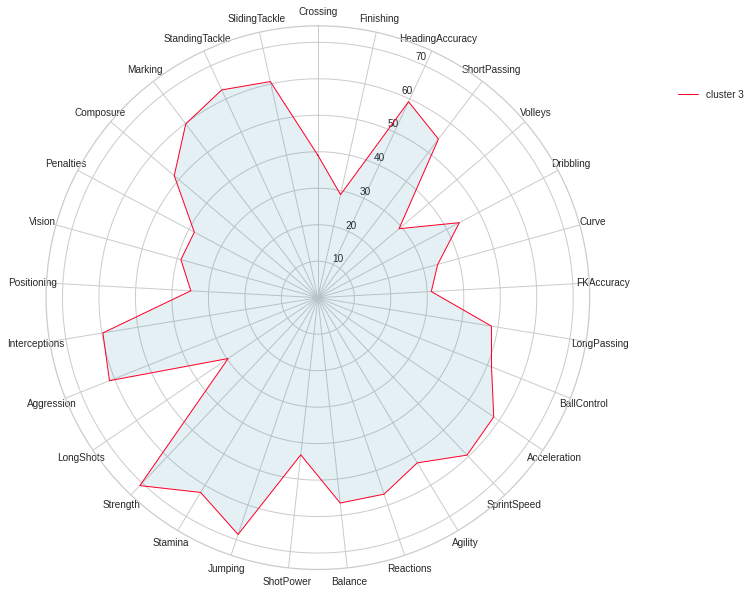 Crossing
Finishing
HeadingAccuracy
ShortPassing
Volleys
Dribbling
Curve
FKAccuracy
LongPassing
BallControl
Acceleration
SprintSpeed
Agility
Reactions
Balance
ShotPower
Jumping
Stamina
Strength
LongShots
Aggression
Interceptions
Positioning
Vision
Penalties
Composure
Marking
StandingTackle
SlidingTackle
10
20
30
40
50
60
70
cluster 3